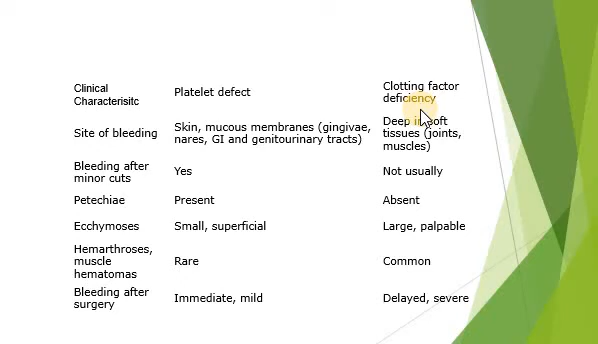 Clinical
Characterisitc
Platelet defect
Clotting factor
deficiency
Site of bleeding
Skin, mucous membranes (gingivae,
nares, GI and genitourinary tracts)
Deep in soft
tissues (joints,
muscles)
Bleeding after
minor cuts
Yes
Not usually
Petechiae
Present
Absent
Ecchymoses
Small, superficial
Large, palpable
Hemarthroses,
muscle
hematomas
Rare
Common
Bleeding after
surgery
Immediate, mild
Delayed, severe